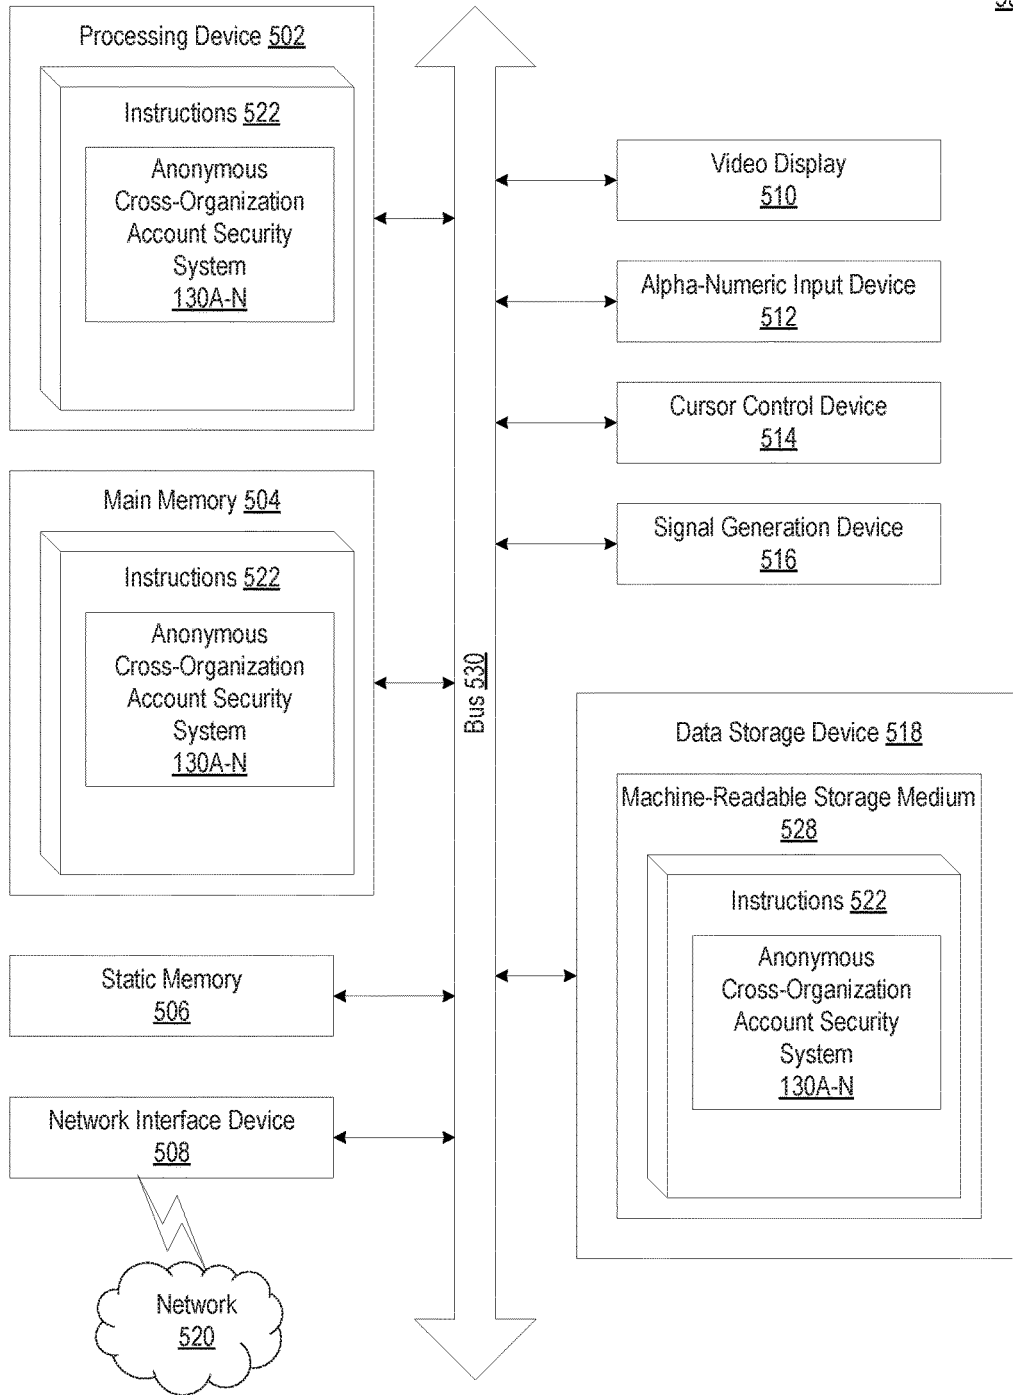 Processing Device 502
Instructions 522
Anonymous
Cross-Organization
Account Security
System
130A-N
Main Memory 504
Instructions 522
Anonymous
Cross-Organization
Account Security
System
130A-N
Static Memory
506
Network Interface Device
508
Network
520
Bus 530
Video Display
510
Alpha-Numeric Input Device
512
Cursor Control Device
514
Signal Generation Device
516
Data Storage Device 518
Machine-Readable Storage Medium
528
Instructions 522
Anonymous
Cross-Organization
Account Security
System
130A-N